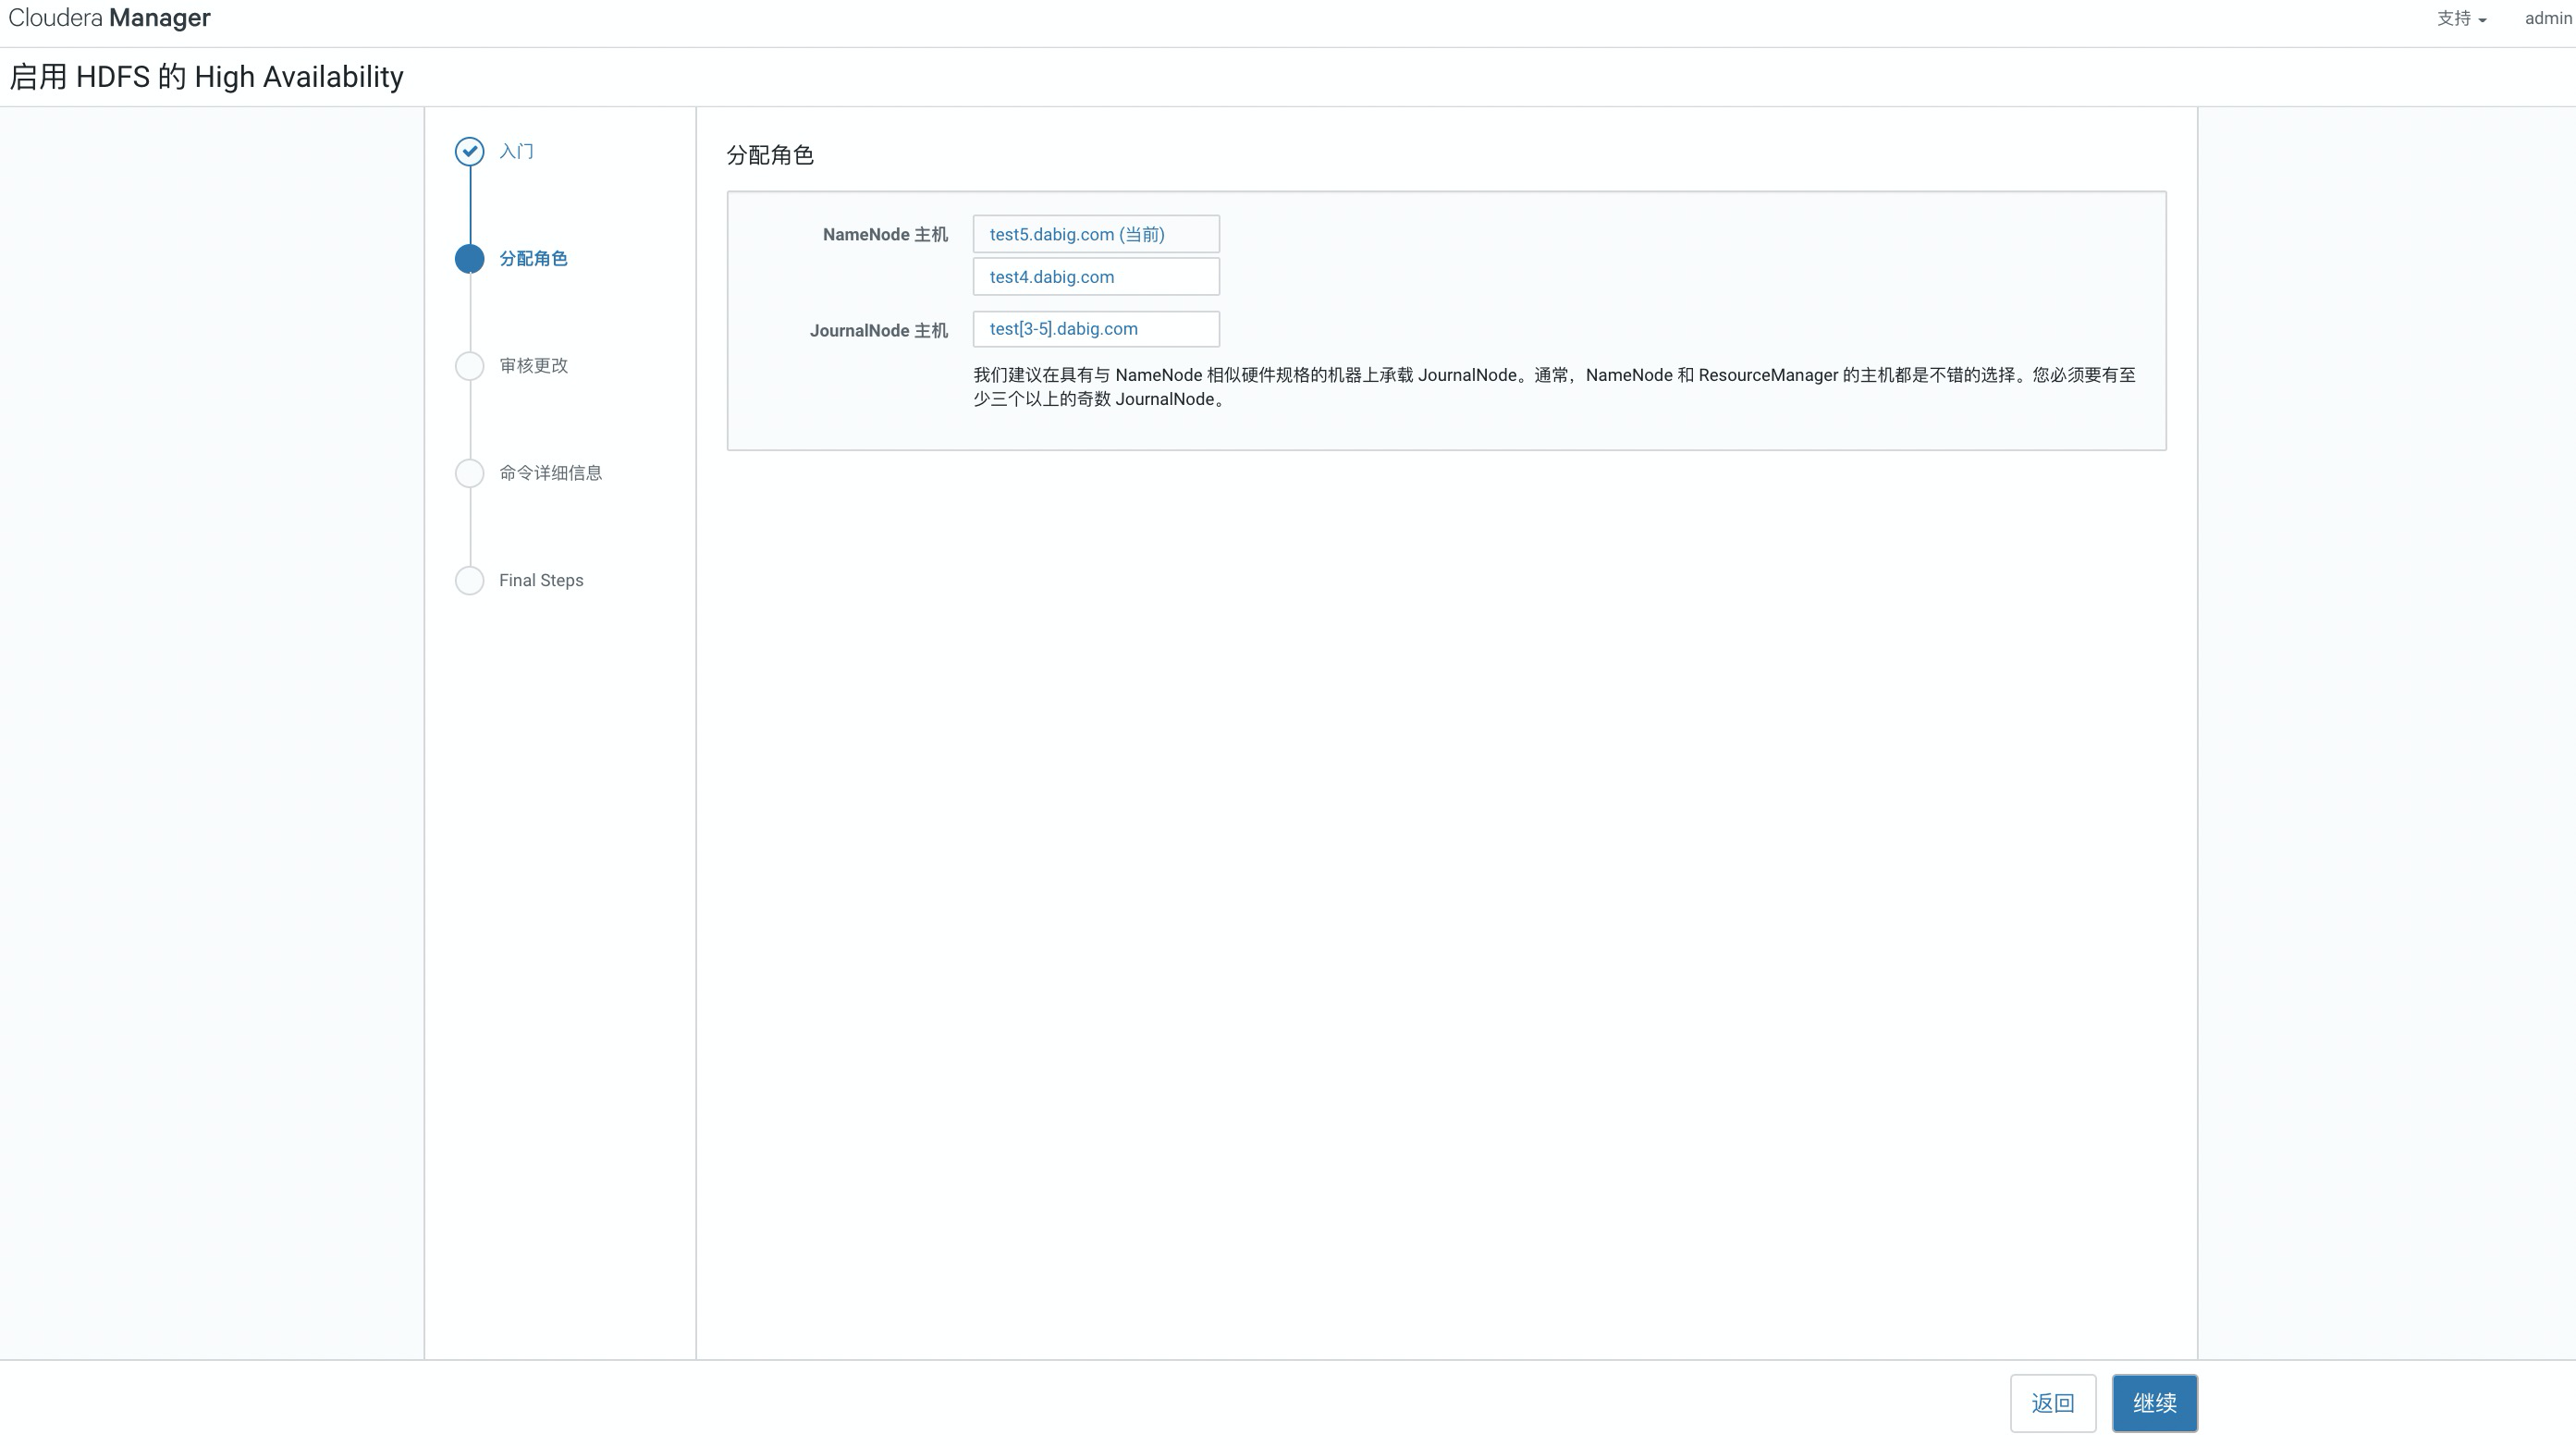 Cloudera Manager
支持
admin
启用 HDFS 的 High Availability
入门
分配角色
审核更改
命令详细信息
Final Steps
分配角色
NameNode 主机
test5.dabig.com (当前)
test4.dabig.com
JournalNode 主机
test[3-5].dabig.com
我们建议在具有与 NameNode 相似硬件规格的机器上承载 JournalNode。通常，NameNode 和 ResourceManager 的主机都是不错的选择。您必须要有至
少三个以上的奇数 JournalNode。
返回
继续